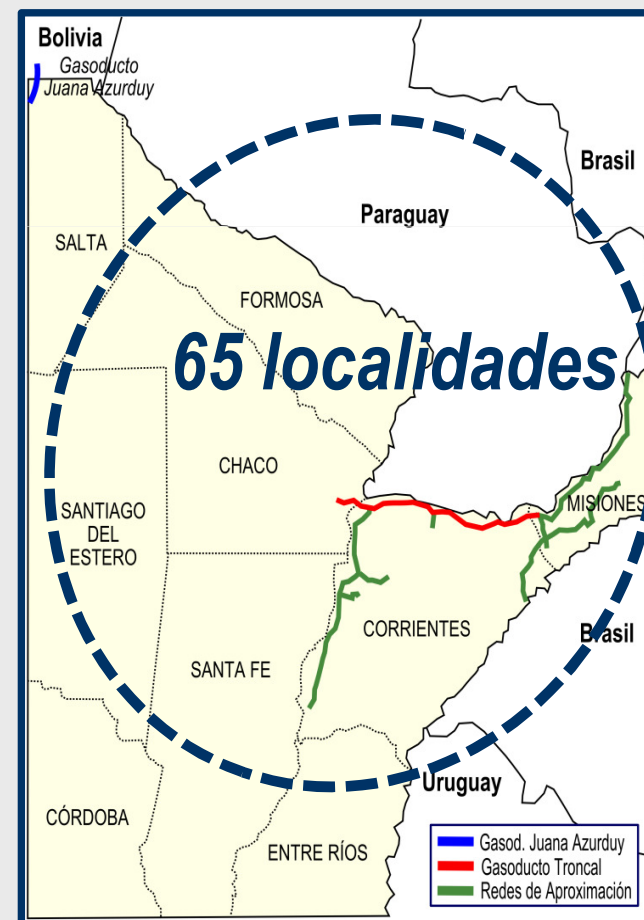 Bolivia
Gasoducto
Juana Azurduy
Brasil
Paraguay
SALTA
FORMOSA
65 localidades
CHACO
MISIONES
SANTIAGO
DEL
ESTERO
CORRIENTES
Brasil
SANTA FE
Uruguay
CÓRDOBA
ENTRE RÍOS
Gasod. Juana Azurduy
Gasoducto Troncal
Redes de Aproximación